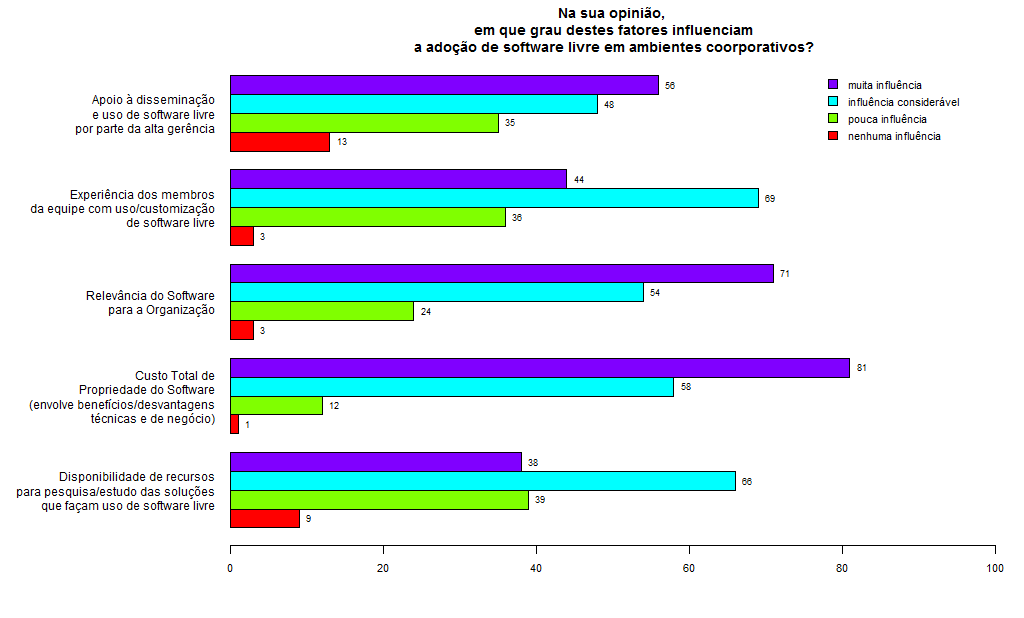 Na sua opinião,
em que grau destes fatores influenciam
a adoção de software livre em ambientes coorporativos?
muita influência
influência considerável
pouca influência
nenhuma influência
Apoio à disseminação
e uso de software livre
por parte da alta gerência
56
48
35
13
Experiência dos membros
da equipe com uso/customização
de software livre
44
69
36
3
Relevância do Software
para a Organização
71
54
24
3
Custo Total de
Propriedade do Software
(envolve benefícios/desvantagens
técnicas e de negócio)
81
58
12
1
Disponibilidade de recursos
para pesquisa/estudo das soluções
que façam uso de software livre
38
66
39
9
0 20 40 60 80 100